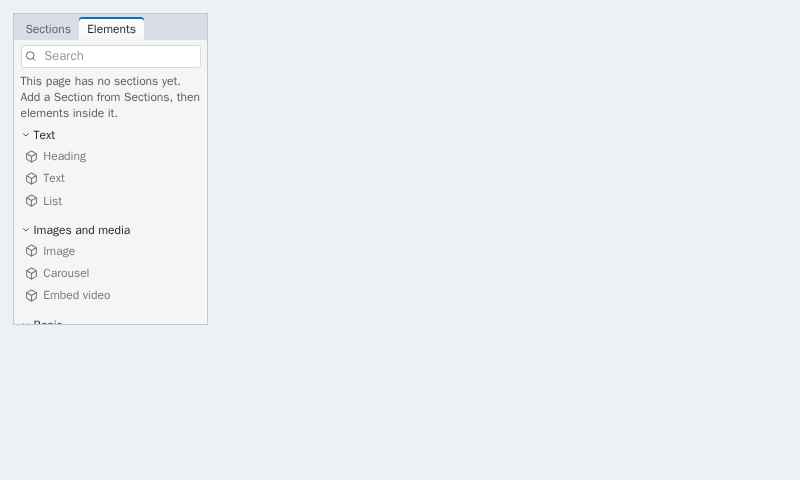 Sections
Elements
Search
This page has no sections yet.
Add a Section from Sections, then
elements inside it.
Text
Heading
Text
List
Images and media
Image
Carousel
Embed video